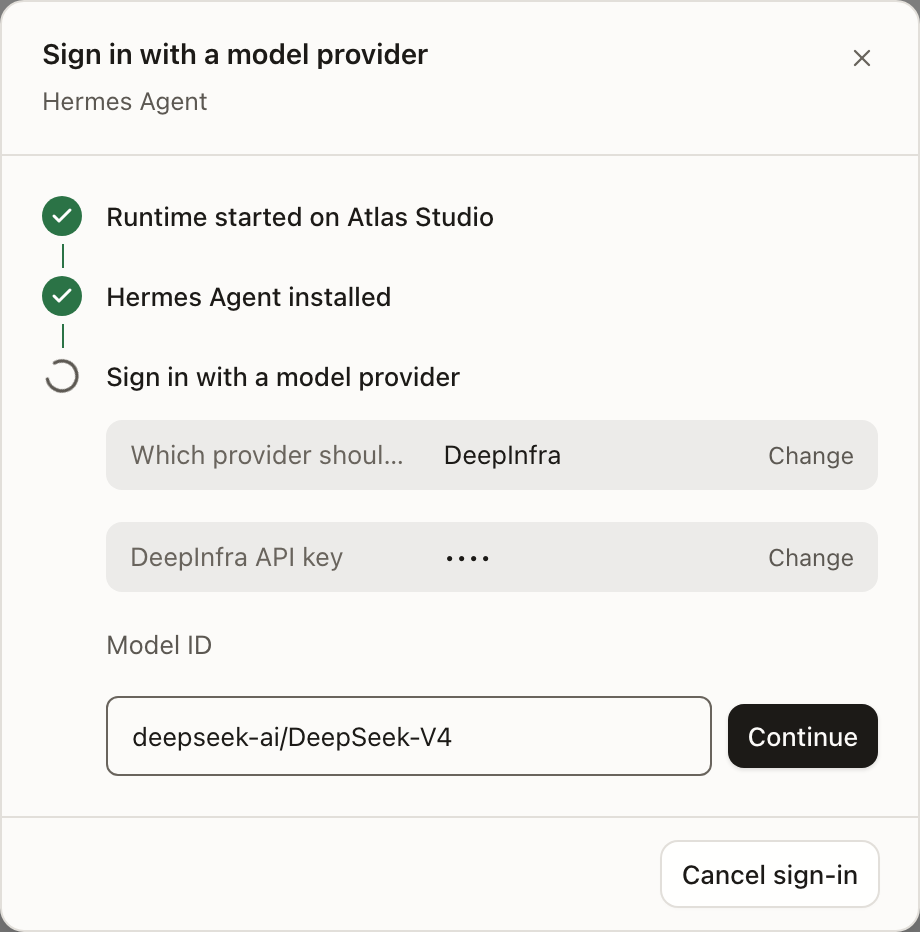 Sign in with a model provider
Hermes Agent
Runtime started on Atlas Studio
Hermes Agent installed
Sign in with a model provider
Which provider shoul... DeepInfra Change
DeepInfra API key •••• Change
Model ID
deepseek-ai/DeepSeek-V4 Continue
Cancel sign-in